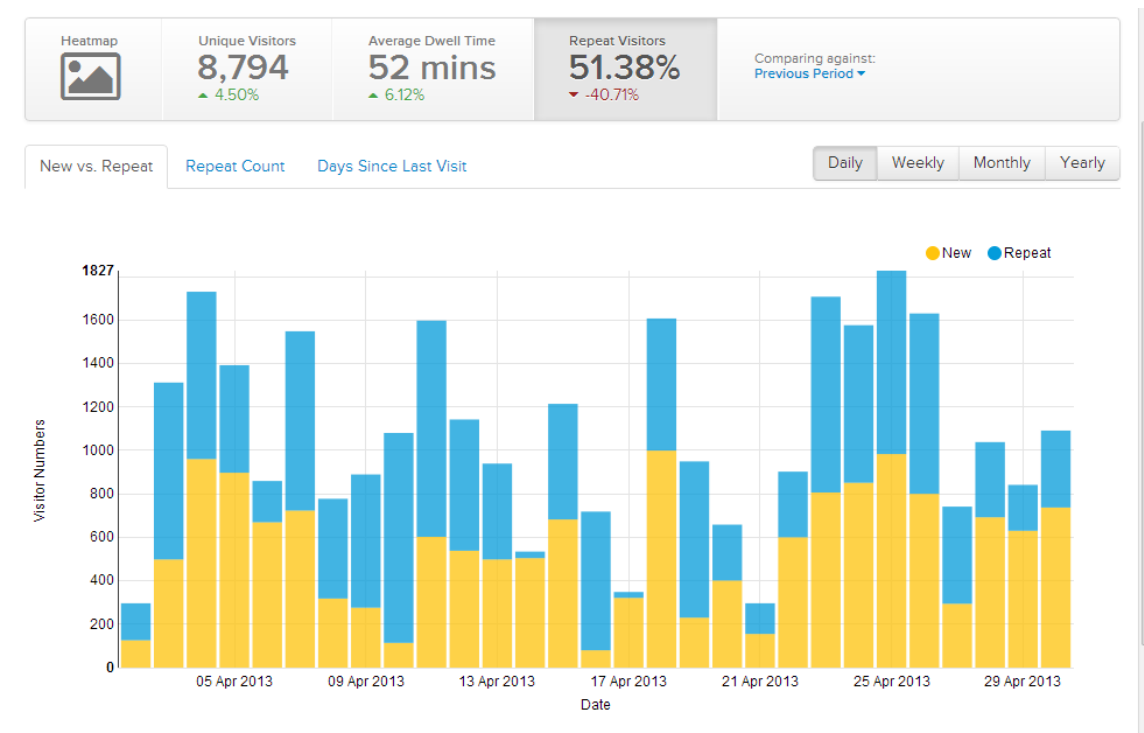 Heatmap
Unique Visitors
8,794
4.50%
Average Dwell Time
52 mins
6.12%
Repeat Visitors
51.38%
-40.71%
Comparing against:
Previous Period
New vs. Repeat
Repeat Count
Days Since Last Visit
Daily
Weekly
Monthly
Yearly
New
Repeat
1827
1600
1400
1200
1000
800
600
400
200
0
Visitor Numbers
05 Apr 2013
09 Apr 2013
13 Apr 2013
17 Apr 2013
21 Apr 2013
25 Apr 2013
29 Apr 2013
Date